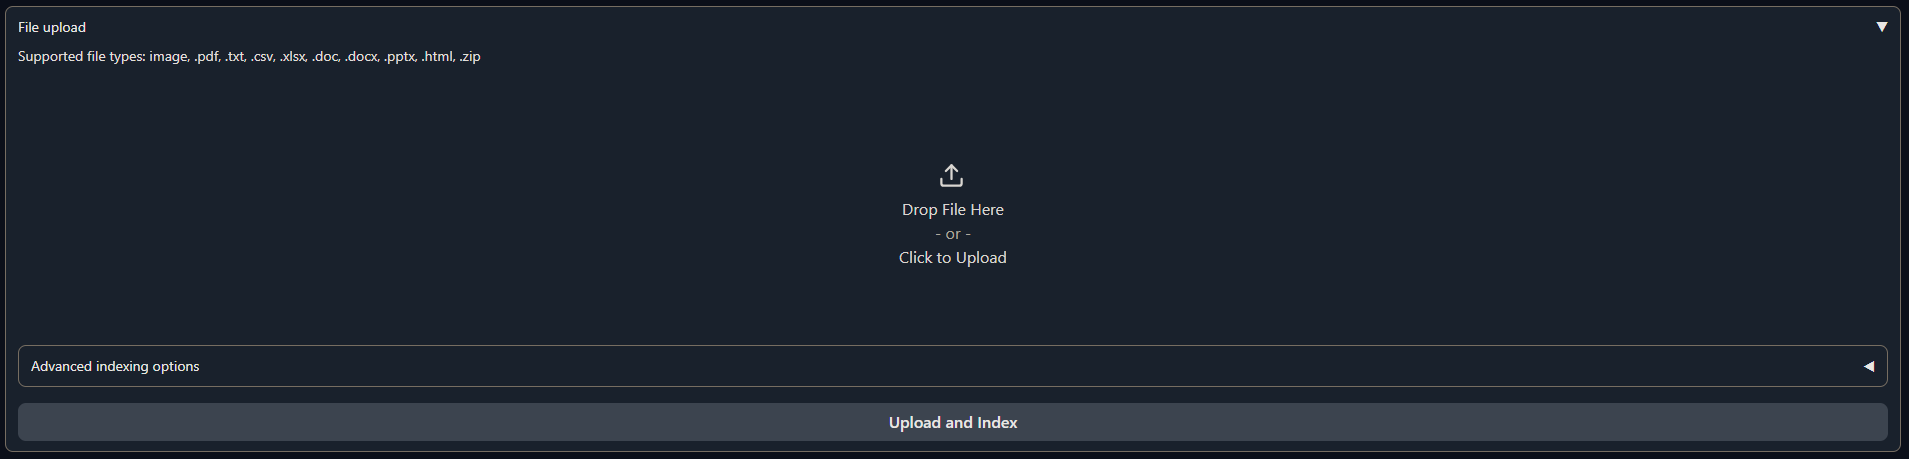 File upload
Supported file types: image, .pdf, .txt, .csv, .xlsx, .doc, .docx, .pptx, .html, .zip
Drop File Here
- or -
Click to Upload
Advanced indexing options
Upload and Index